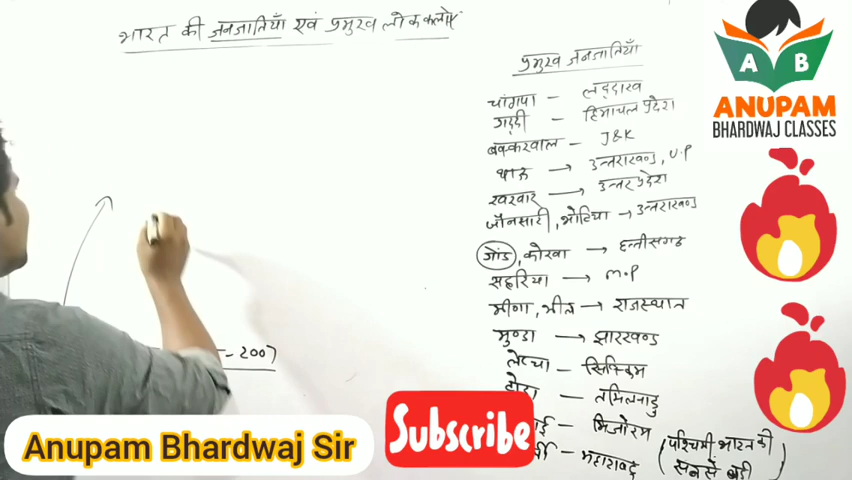 भारत की जनजातियाँ एवं प्रमुख लोक कलाएँ
प्रमुख जनजातियाँ
चांगपा – लद्दाख
गद्दी – हिमाचल प्रदेश
बक्करवाल – J&K
थारू → उत्तराखण्ड, U.P
खरवार → उत्तर प्रदेश
जौनसारी, भोटिया → उत्तराखण्ड
गोंड, कोरवा → छत्तीसगढ
सहरिया → M.P
मीणा, भील → राजस्थान
मुण्डा → झारखण्ड
लेप्चा – सिक्किम
टोडा – तमिलनाडु
– मिजोरम
– महाराष्ट्र (पश्चिमी भारत की
सबसे बडी)
– 2007
A B
ANUPAM
BHARDWAJ CLASSES
Anupam Bhardwaj Sir
Subscribe